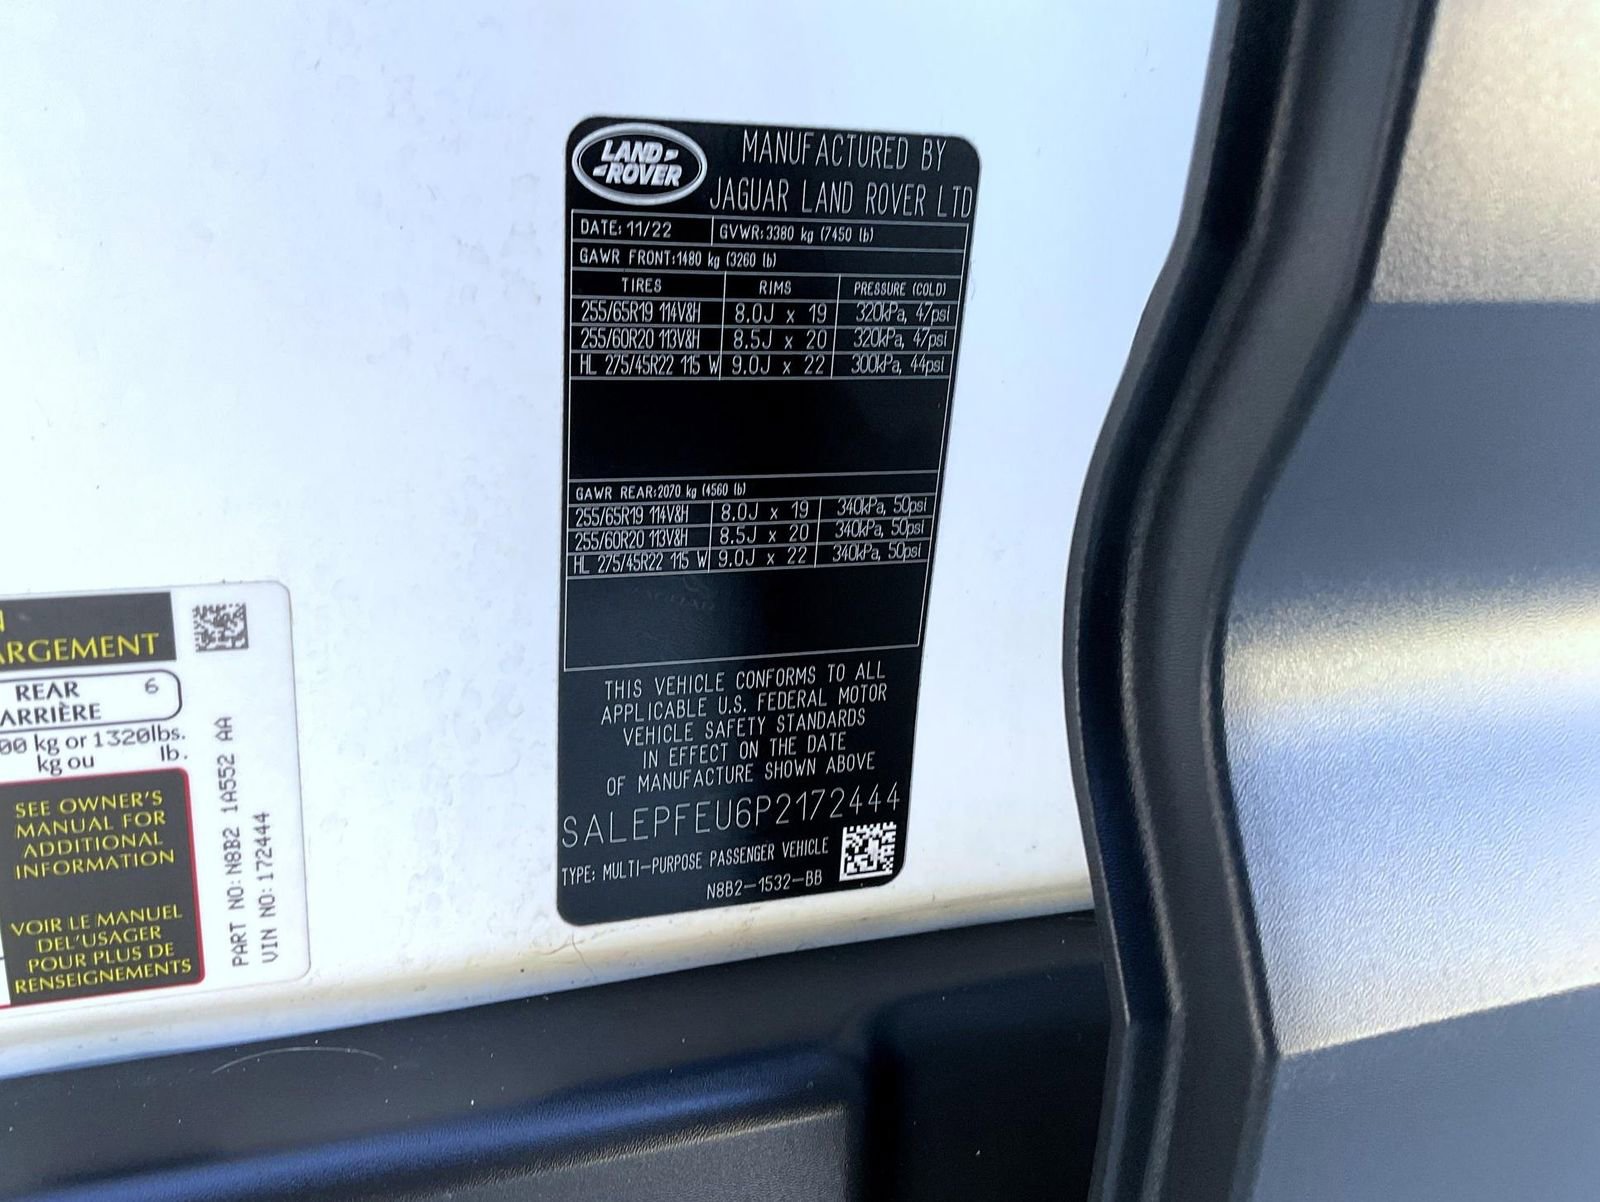 LAND ROVER
MANUFACTURED BY
JAGUAR LAND ROVER LTD
DATE: 11/22 GVWR: 3380 kg (7450 lb)
GAWR FRONT: 1480 kg (3260 lb)
TIRES RIMS PRESSURE (COLD)
255/65R19 114V&H 8.0J x 19 320kPa, 47psi
255/60R20 113V&H 8.5J x 20 320kPa, 47psi
HL 275/45R22 115 W 9.0J x 22 300kPa, 44psi
GAWR REAR: 2070 kg (4560 lb)
255/65R19 114V&H 8.0J x 19 340kPa, 50psi
255/60R20 113V&H 8.5J x 20 340kPa, 50psi
HL 275/45R22 115 W 9.0J x 22 340kPa, 50psi
THIS VEHICLE CONFORMS TO ALL
APPLICABLE U.S. FEDERAL MOTOR
VEHICLE SAFETY STANDARDS
IN EFFECT ON THE DATE
OF MANUFACTURE SHOWN ABOVE
SALEPFEU6P2172444
TYPE: MULTI-PURPOSE PASSENGER VEHICLE
N8B2-1532-BB
ARGEMENT
REAR 6
ARRIÈRE
00 kg or 1320lbs.
kg ou lb.
SEE OWNER'S
MANUAL FOR
ADDITIONAL
INFORMATION
VOIR LE MANUEL
DEL'USAGER
POUR PLUS DE
RENSEIGNEMENTS
PART NO: N8B2 1A552 AA
VIN NO: 172444